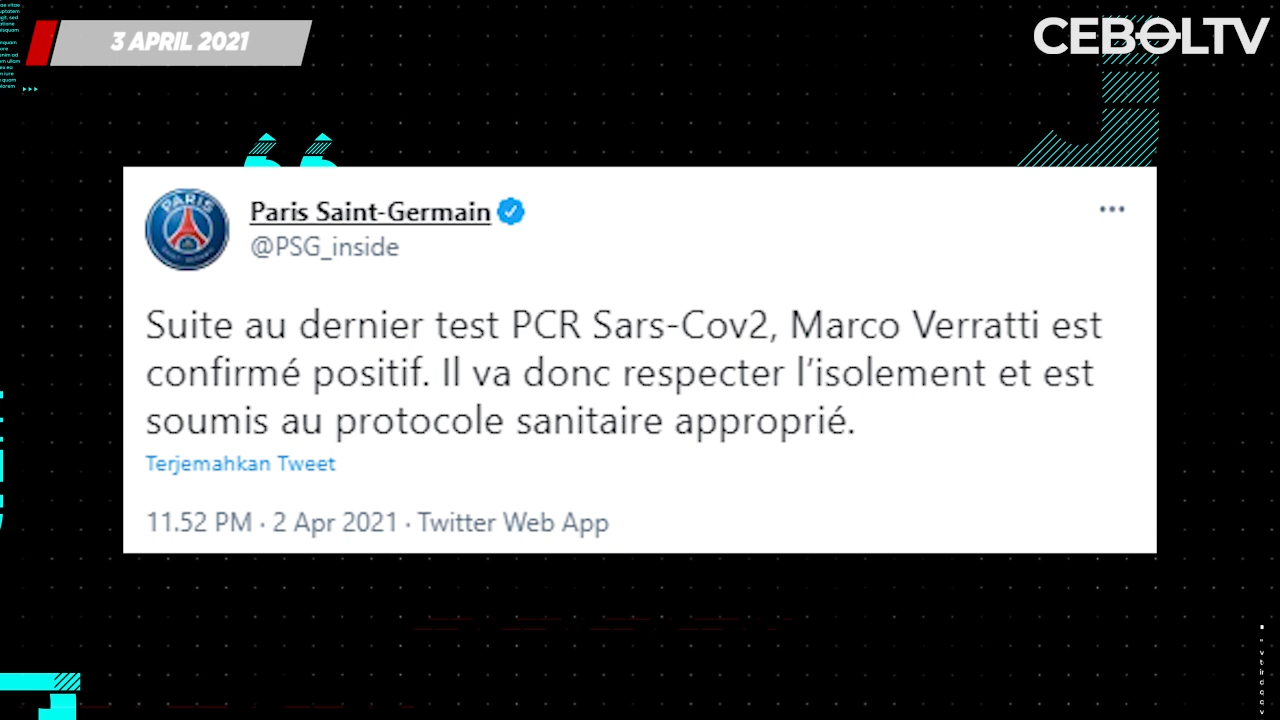 3 APRIL 2021
CEBOLTV
PARIS
Paris Saint-Germain
@PSG_inside
Suite au dernier test PCR Sars-Cov2, Marco Verratti est
confirmé positif. Il va donc respecter l'isolement et est
soumis au protocole sanitaire approprié.
Terjemahkan Tweet
11.52 PM · 2 Apr 2021 · Twitter Web App